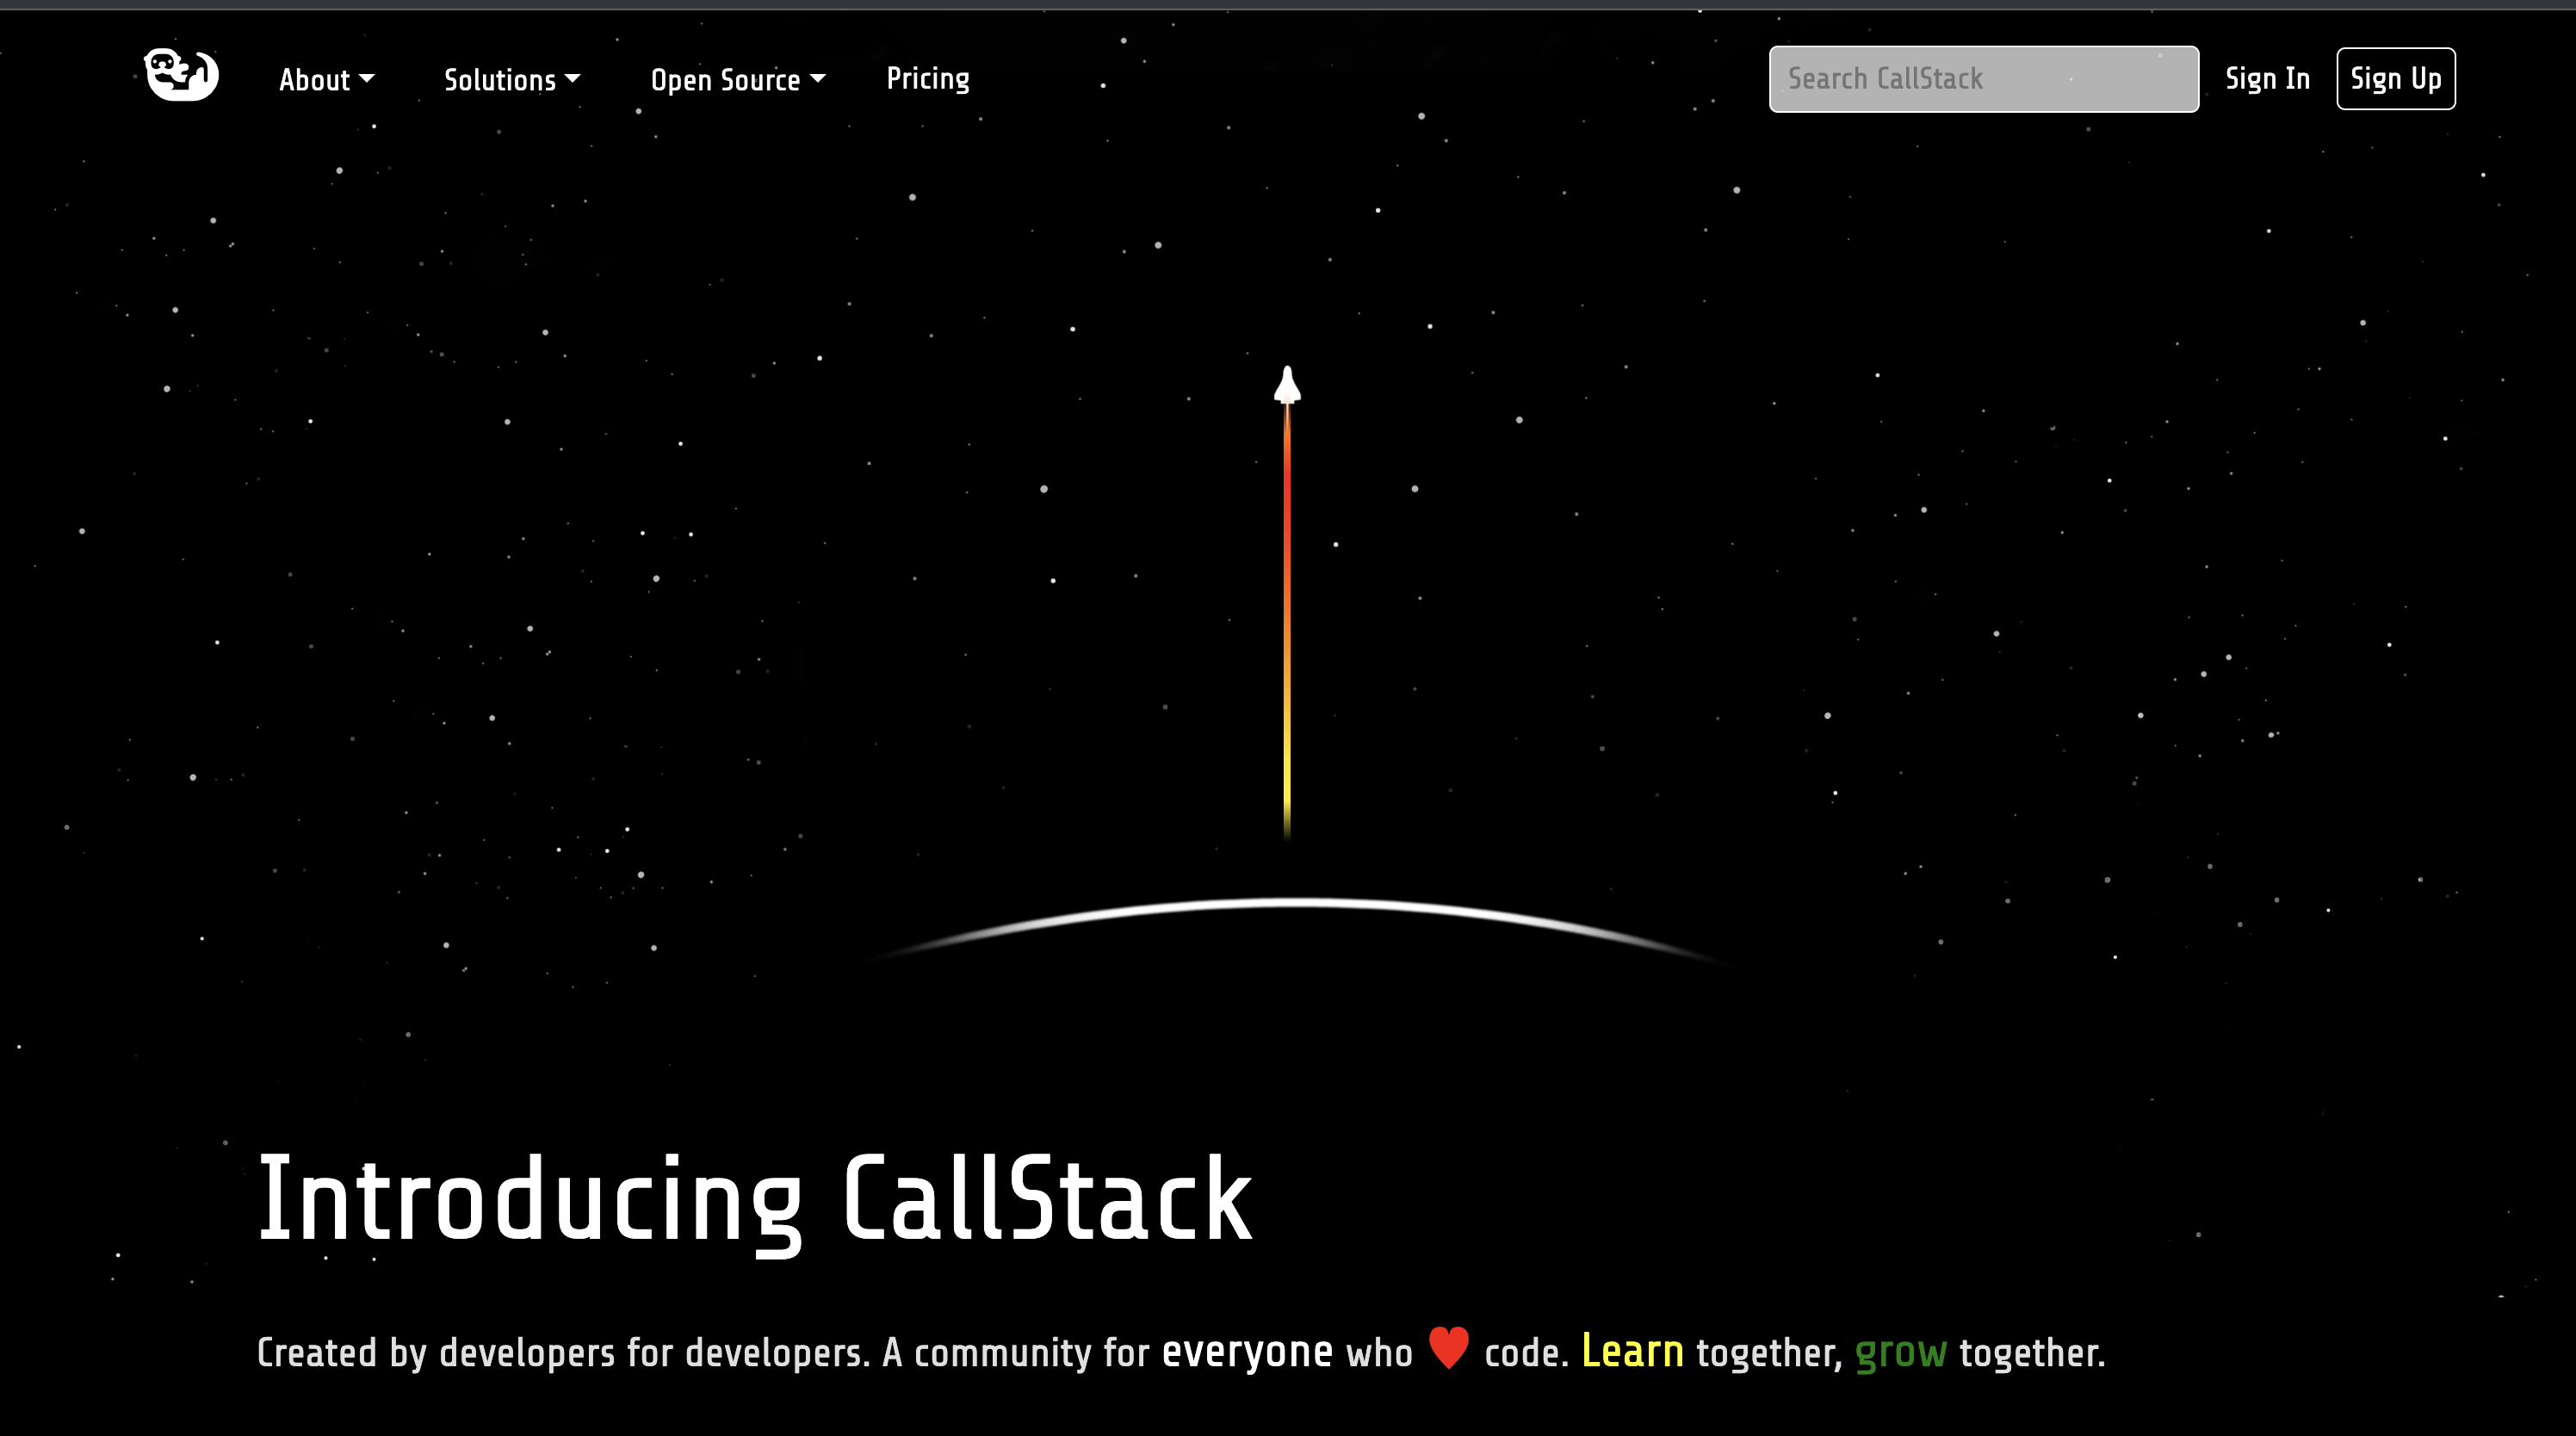 About
Solutions
Open Source
Pricing
Search CallStack
Sign In
Sign Up
Introducing CallStack
Created by developers for developers. A community for everyone who ♥ code. Learn together, grow together.